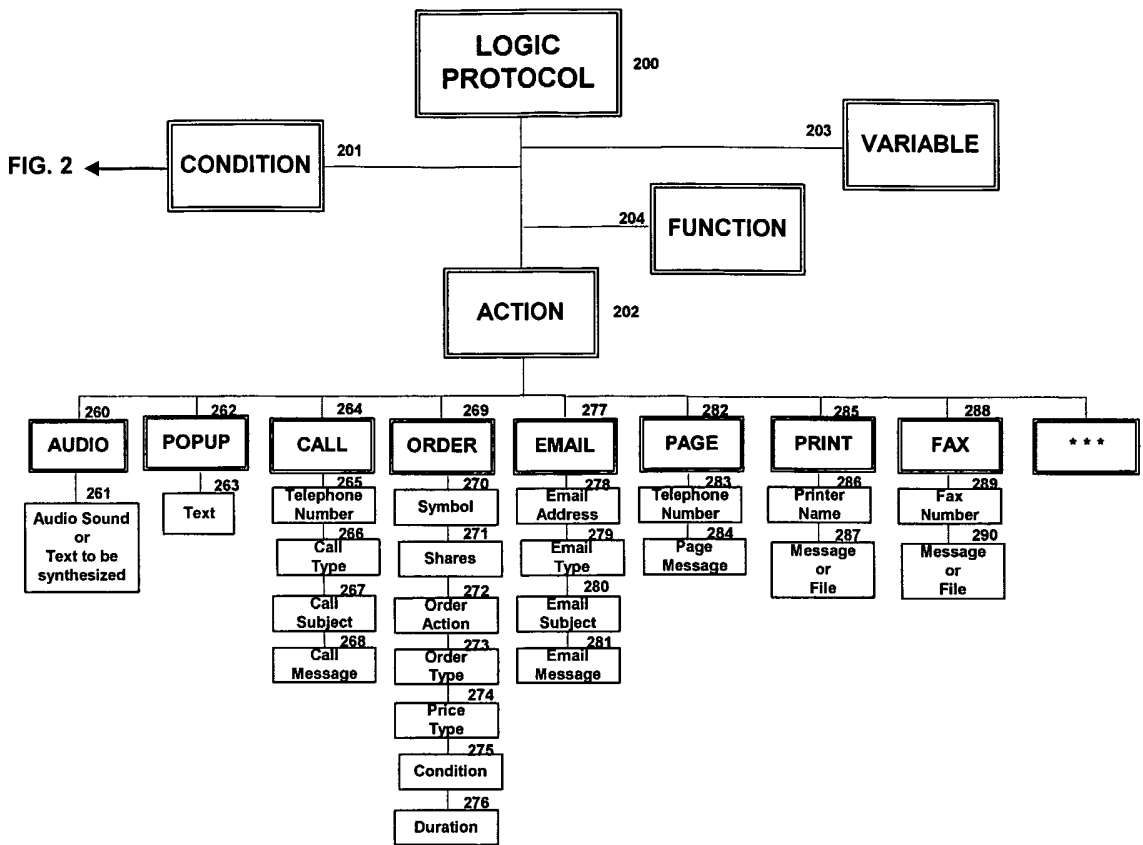 LOGIC
PROTOCOL
200
203
VARIABLE
FIG. 2
CONDITION
201
204
FUNCTION
ACTION
202
260
262
264
269
277
282
285
288
AUDIO
POPUP
CALL
ORDER
EMAIL
PAGE
PRINT
FAX
* * *
261
Audio Sound
or
Text to be
synthesized
263
Text
265
Telephone
Number
266
Call
Type
267
Call
Subject
268
Call
Message
270
Symbol
271
Shares
272
Order
Action
273
Order
Type
274
Price
Type
275
Condition
276
Duration
278
Email
Address
279
Email
Type
280
Email
Subject
281
Email
Message
283
Telephone
Number
284
Page
Message
286
Printer
Name
287
Message
or
File
289
Fax
Number
290
Message
or
File